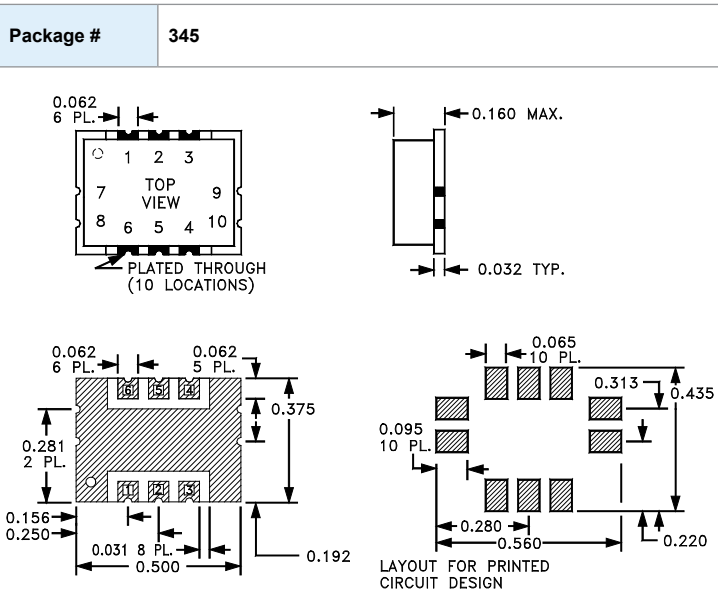 Package # 345
0.062
6 PL.
0.160 MAX.
1 2 3
7 TOP 9
VIEW
8 6 5 4 10
PLATED THROUGH
(10 LOCATIONS)
0.032 TYP.
0.062
6 PL.
0.062
5 PL.
6 5 4
0.375
0.281
2 PL.
1 2 3
0.156
0.250
0.031 8 PL.
0.500
0.192
0.065
10 PL.
0.313
0.435
0.095
10 PL.
0.280
0.560
0.220
LAYOUT FOR PRINTED
CIRCUIT DESIGN